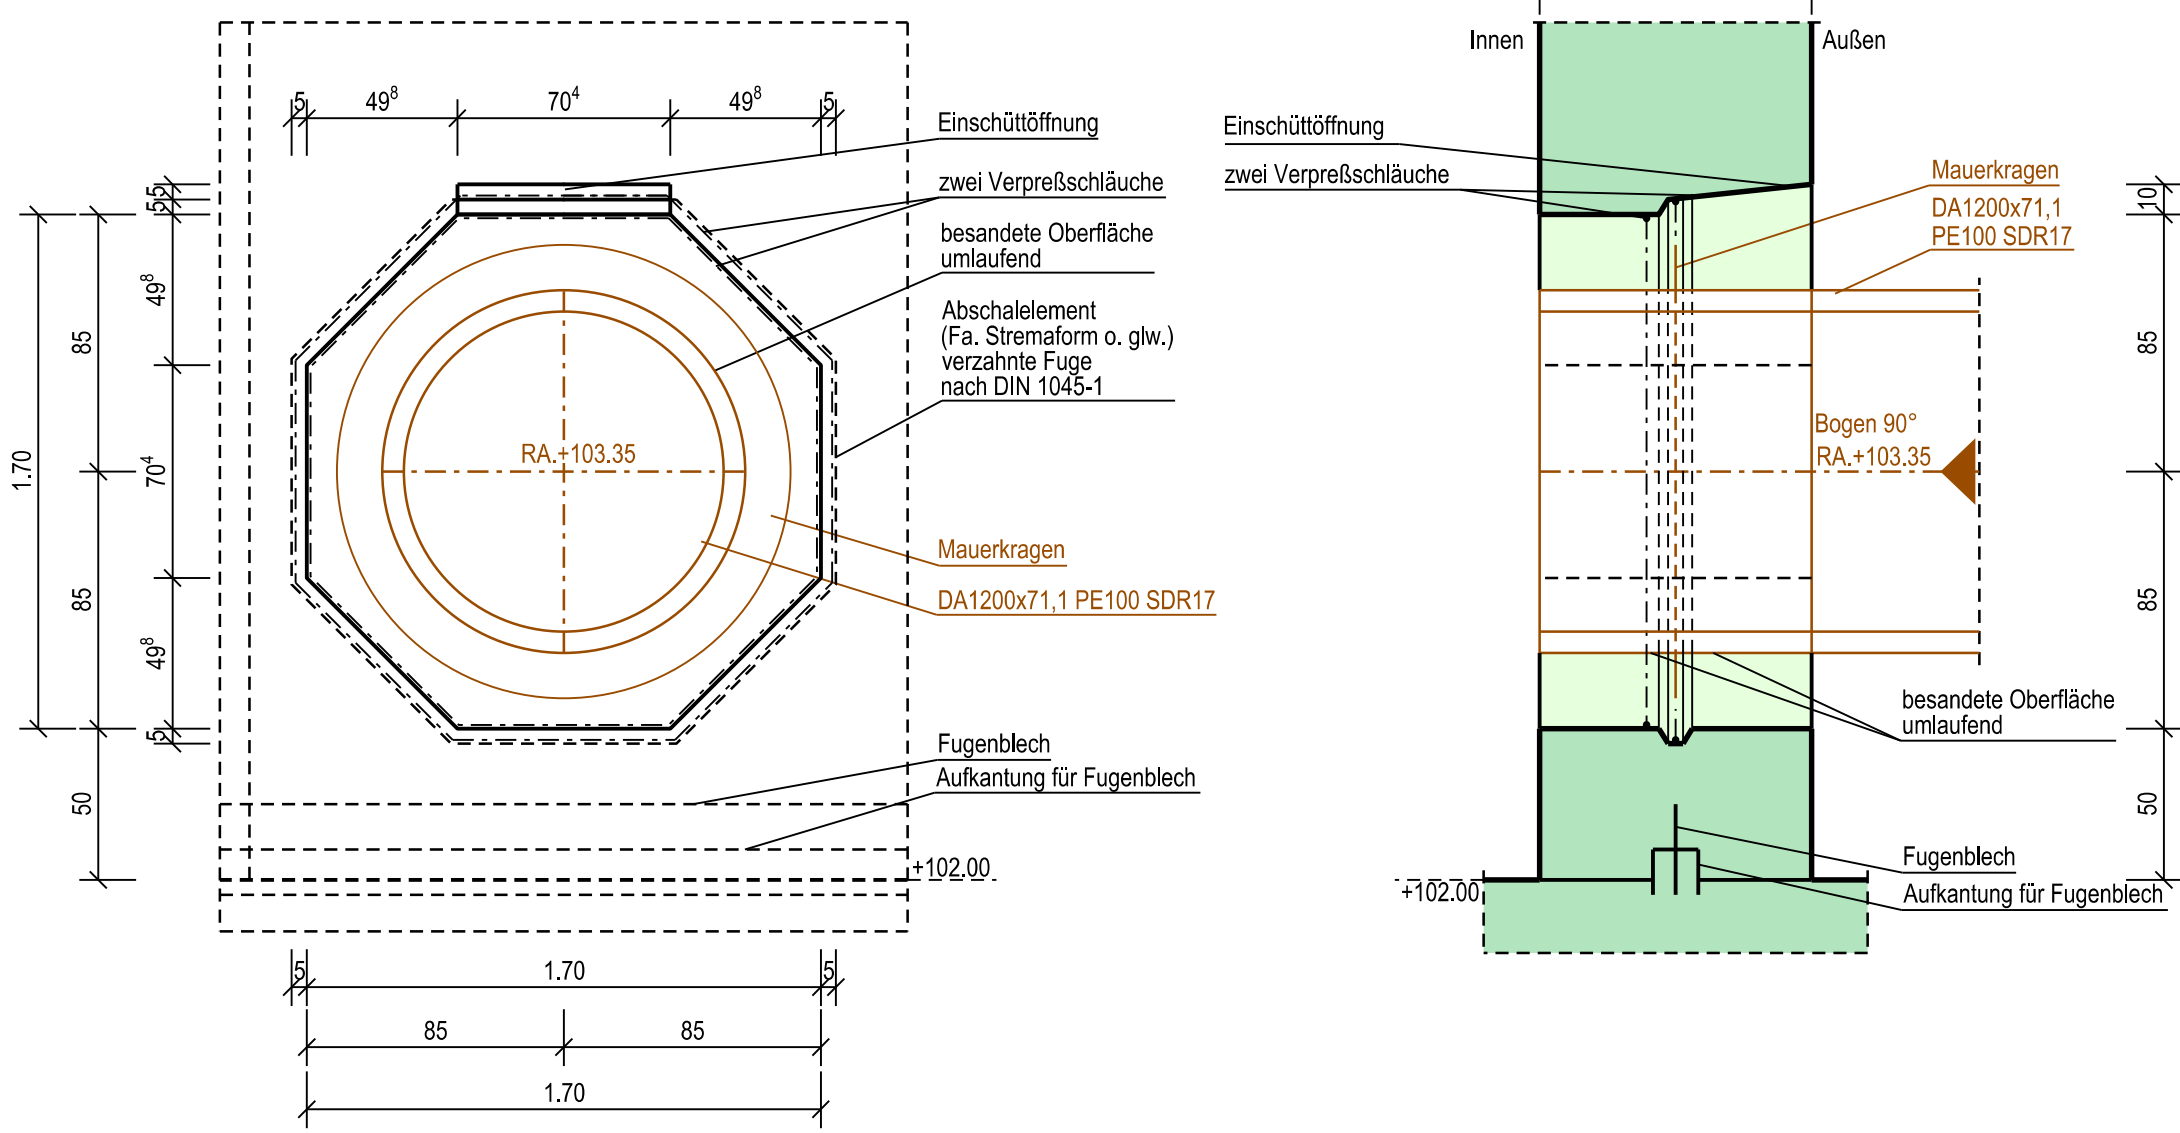 5
49⁸
70⁴
49⁸
5
Einschüttöffnung
zwei Verpreßschläuche
besandete Oberfläche
umlaufend
Abschalelement
(Fa. Stremaform o. glw.)
verzahnte Fuge
nach DIN 1045-1
RA.+103.35
Mauerkragen
DA1200x71,1 PE100 SDR17
Fugenblech
Aufkantung für Fugenblech
+102.00
5
5
49⁸
70⁴
49⁸
5
85
85
50
1.70
5
1.70
5
85
85
1.70
Innen
Außen
Einschüttöffnung
zwei Verpreßschläuche
Mauerkragen
DA1200x71,1
PE100 SDR17
Bogen 90°
RA.+103.35
besandete Oberfläche
umlaufend
Fugenblech
Aufkantung für Fugenblech
+102.00
10
85
85
50